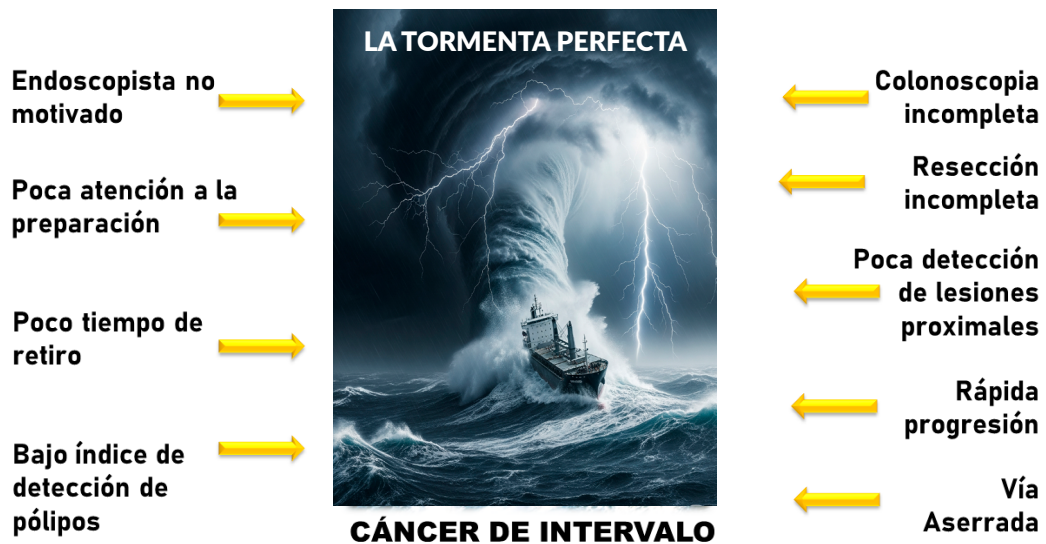 LA TORMENTA PERFECTA
Endoscopista no
motivado
Poca atención a la
preparación
Poco tiempo de
retiro
Bajo índice de
detección de
pólipos
Colonoscopia
incompleta
Resección
incompleta
Poca detección
de lesiones
proximales
Rápida
progresión
Vía
Aserrada
CÁNCER DE INTERVALO